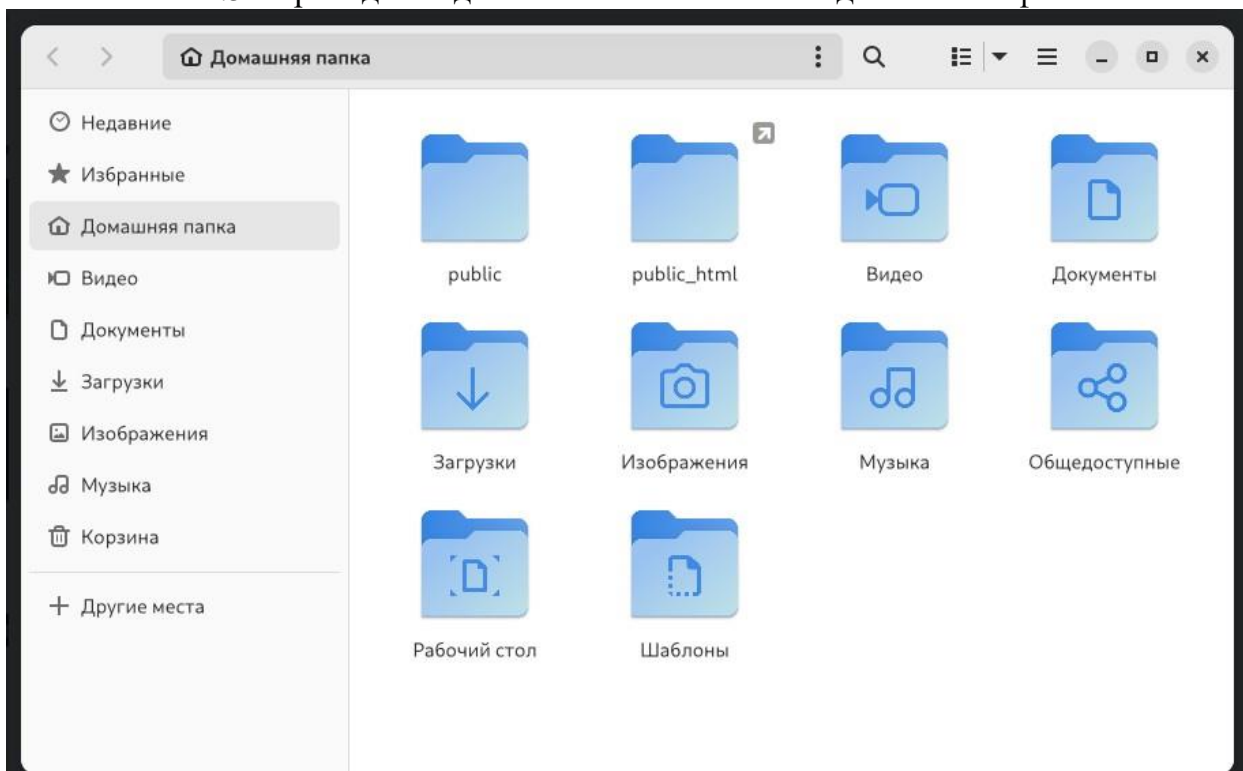 Домашняя папка
Недавние
Избранные
Домашняя папка
Видео
Документы
Загрузки
Изображения
Музыка
Корзина
Другие места
public
public_html
Видео
Документы
Загрузки
Изображения
Музыка
Общедоступные
Рабочий стол
Шаблоны